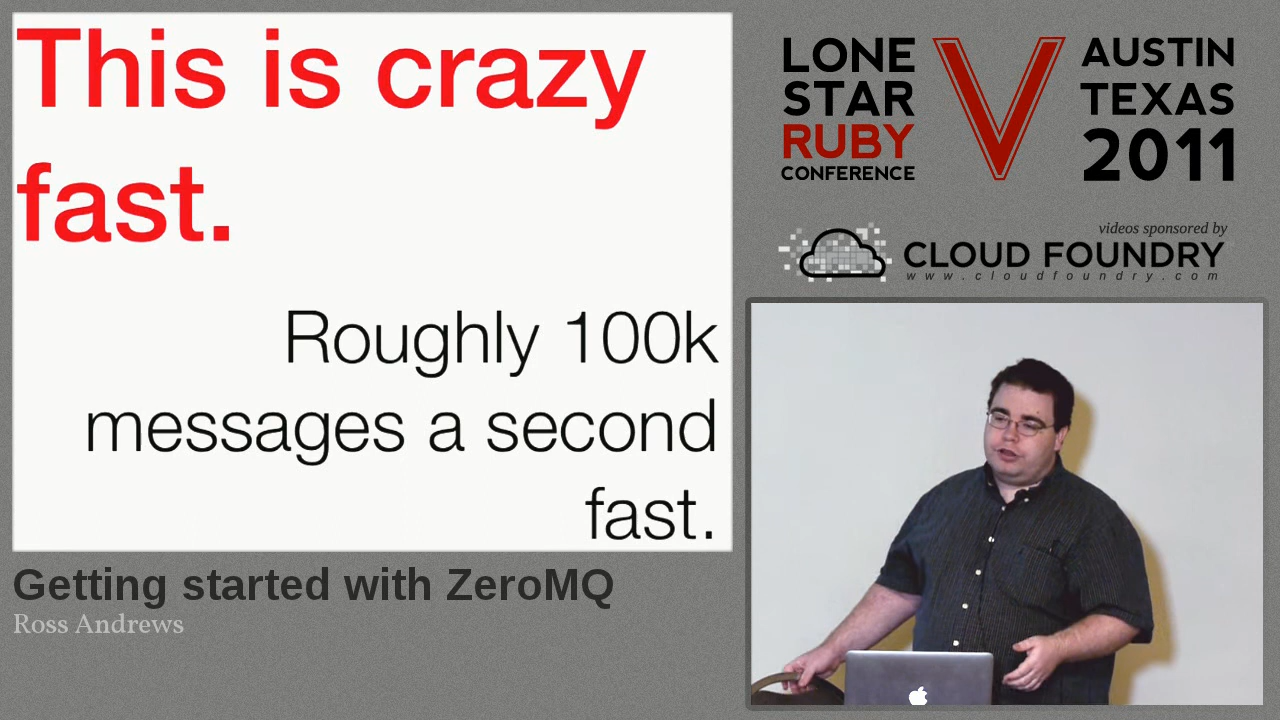 This is crazy
fast.
Roughly 100k
messages a second
fast.
Getting started with ZeroMQ
Ross Andrews
LONE
STAR
RUBY
CONFERENCE
V
AUSTIN
TEXAS
2011
videos sponsored by
CLOUD FOUNDRY
www.cloudfoundry.com